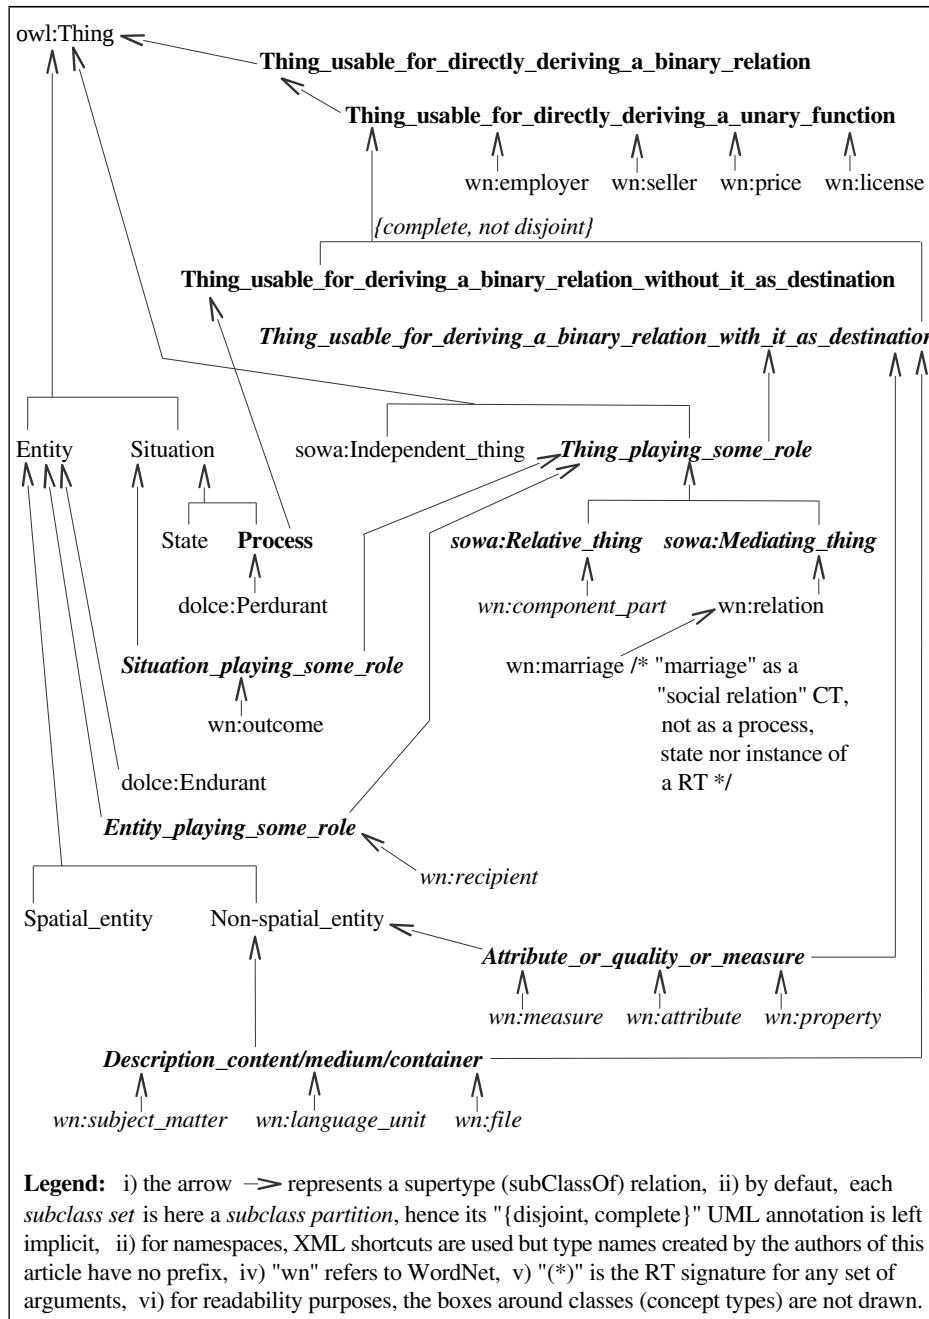 owl:Thing
Thing_usable_for_directly_deriving_a_binary_relation
Thing_usable_for_directly_deriving_a_unary_function
wn:employer wn:seller wn:price wn:license
{complete, not disjoint}
Thing_usable_for_deriving_a_binary_relation_without_it_as_destination
Thing_usable_for_deriving_a_binary_relation_with_it_as_destination
Entity Situation sowa:Independent_thing Thing_playing_some_role
State Process sowa:Relative_thing sowa:Mediating_thing
dolce:Perdurant wn:component_part wn:relation
Situation_playing_some_role wn:marriage /* "marriage" as a
"social relation" CT,
wn:outcome not as a process,
state nor instance of
dolce:Endurant a RT */
Entity_playing_some_role
wn:recipient
Spatial_entity Non-spatial_entity
Attribute_or_quality_or_measure
wn:measure wn:attribute wn:property
Description_content/medium/container
wn:subject_matter wn:language_unit wn:file
Legend: i) the arrow —> represents a supertype (subClassOf) relation, ii) by defaut, each
subclass set is here a subclass partition, hence its "{disjoint, complete}" UML annotation is left
implicit, ii) for namespaces, XML shortcuts are used but type names created by the authors of this
article have no prefix, iv) "wn" refers to WordNet, v) "(*)" is the RT signature for any set of
arguments, vi) for readability purposes, the boxes around classes (concept types) are not drawn.